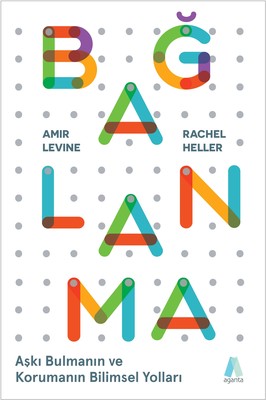 BAĞ
AMIR
LEVINE
RACHEL
HELLER
LAN
MA
Aşkı Bulmanın ve
Korumanın Bilimsel Yolları
aganta